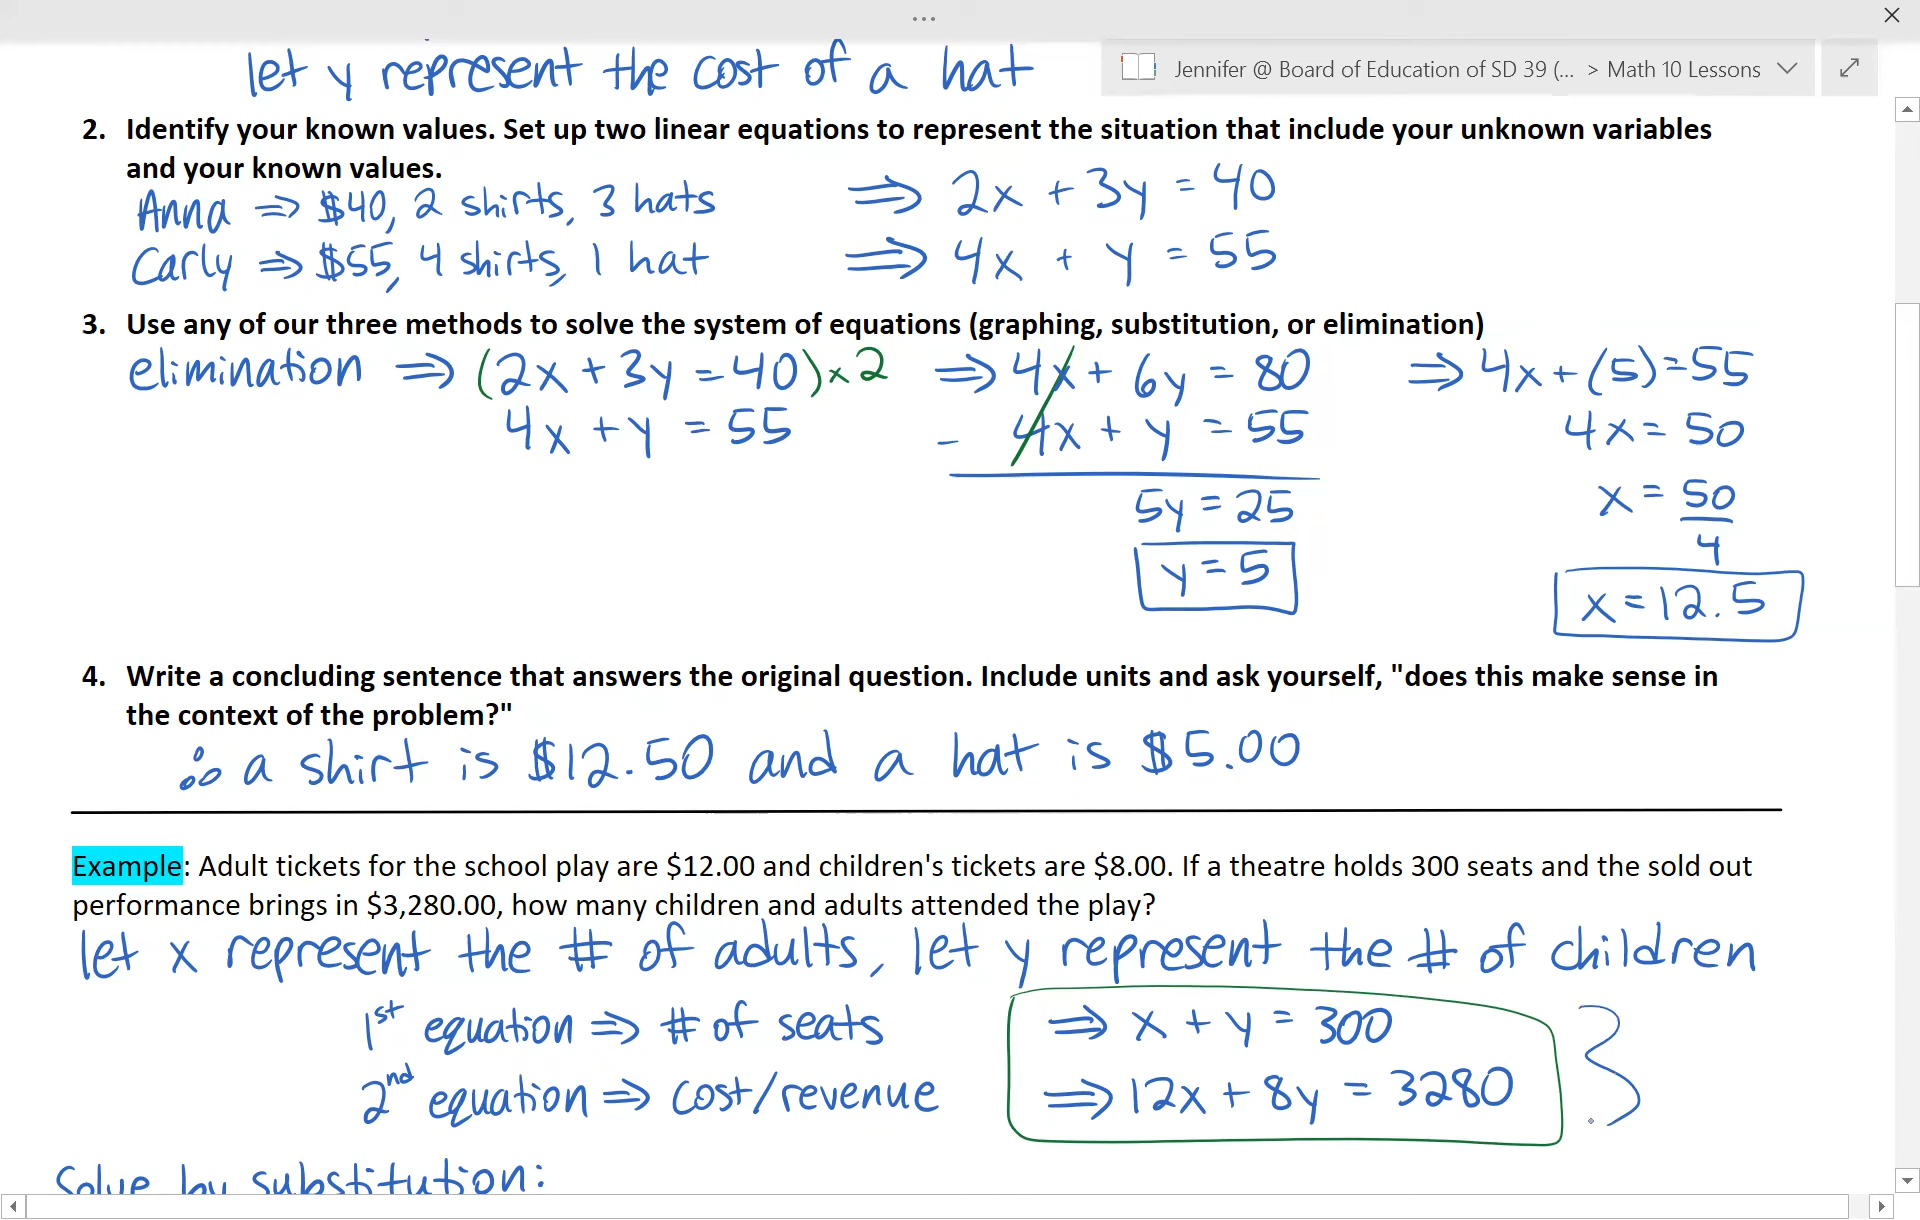 let y represent the cost of a hat
Jennifer @ Board of Education of SD 39 (... > Math 10 Lessons
2. Identify your known values. Set up two linear equations to represent the situation that include your unknown variables
and your known values.
Anna ⇒ $40, 2 shirts, 3 hats ⇒ 2x + 3y = 40
Carly ⇒ $55, 4 shirts, 1 hat ⇒ 4x + y = 55
3. Use any of our three methods to solve the system of equations (graphing, substitution, or elimination)
elimination ⇒ (2x + 3y = 40) × 2 ⇒ 4x + 6y = 80 ⇒ 4x + (5) = 55
4x + y = 55 - 4x + y = 55 4x = 50
5y = 25 x = 50/4
y = 5 x = 12.5
4. Write a concluding sentence that answers the original question. Include units and ask yourself, "does this make sense in
the context of the problem?"
∴ a shirt is $12.50 and a hat is $5.00
Example: Adult tickets for the school play are $12.00 and children's tickets are $8.00. If a theatre holds 300 seats and the sold out
performance brings in $3,280.00, how many children and adults attended the play?
let x represent the # of adults, let y represent the # of children
1st equation ⇒ # of seats ⇒ x + y = 300
2nd equation ⇒ cost/revenue ⇒ 12x + 8y = 3280
Solve by substitution: